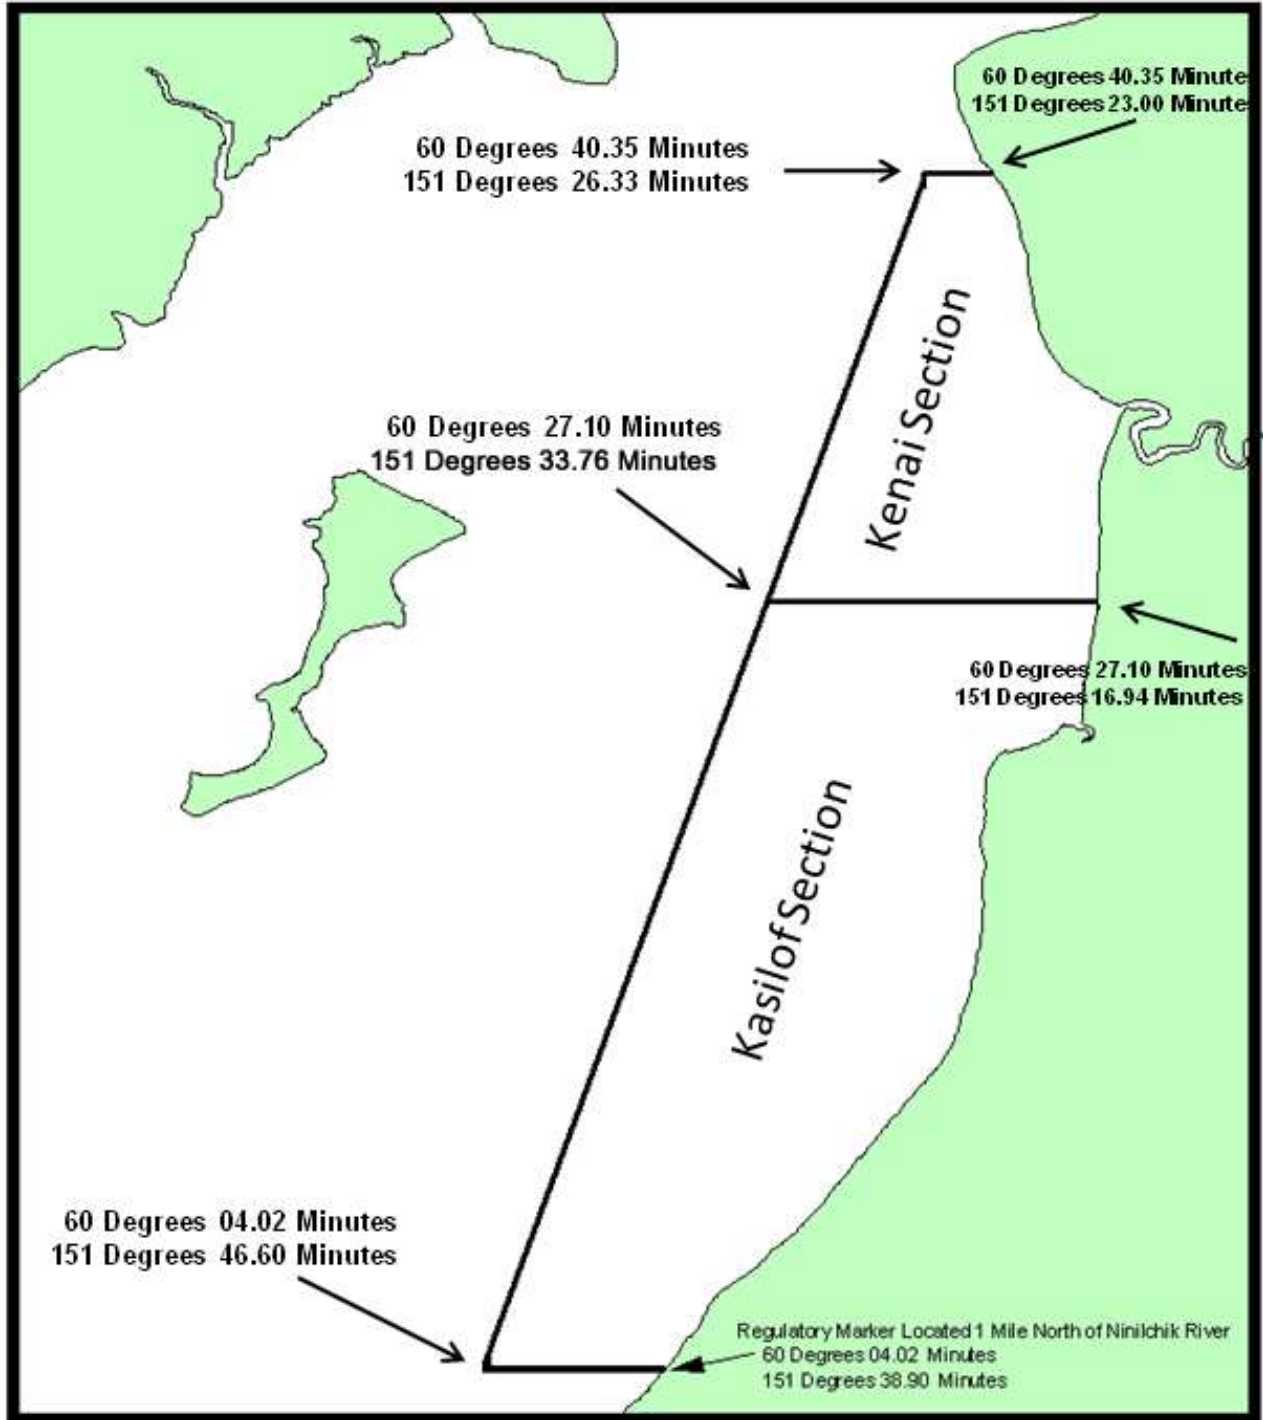 60 Degrees 40.35 Minute
151 Degrees 23.00 Minute
60 Degrees 40.35 Minutes
151 Degrees 26.33 Minutes
Kenai Section
60 Degrees 27.10 Minutes
151 Degrees 33.76 Minutes
60 Degrees 27.10 Minutes
151 Degrees 16.94 Minutes
Kasilof Section
60 Degrees 04.02 Minutes
151 Degrees 46.60 Minutes
Regulatory Marker Located 1 Mile North of Ninilchik River
60 Degrees 04.02 Minutes
151 Degrees 38.90 Minutes